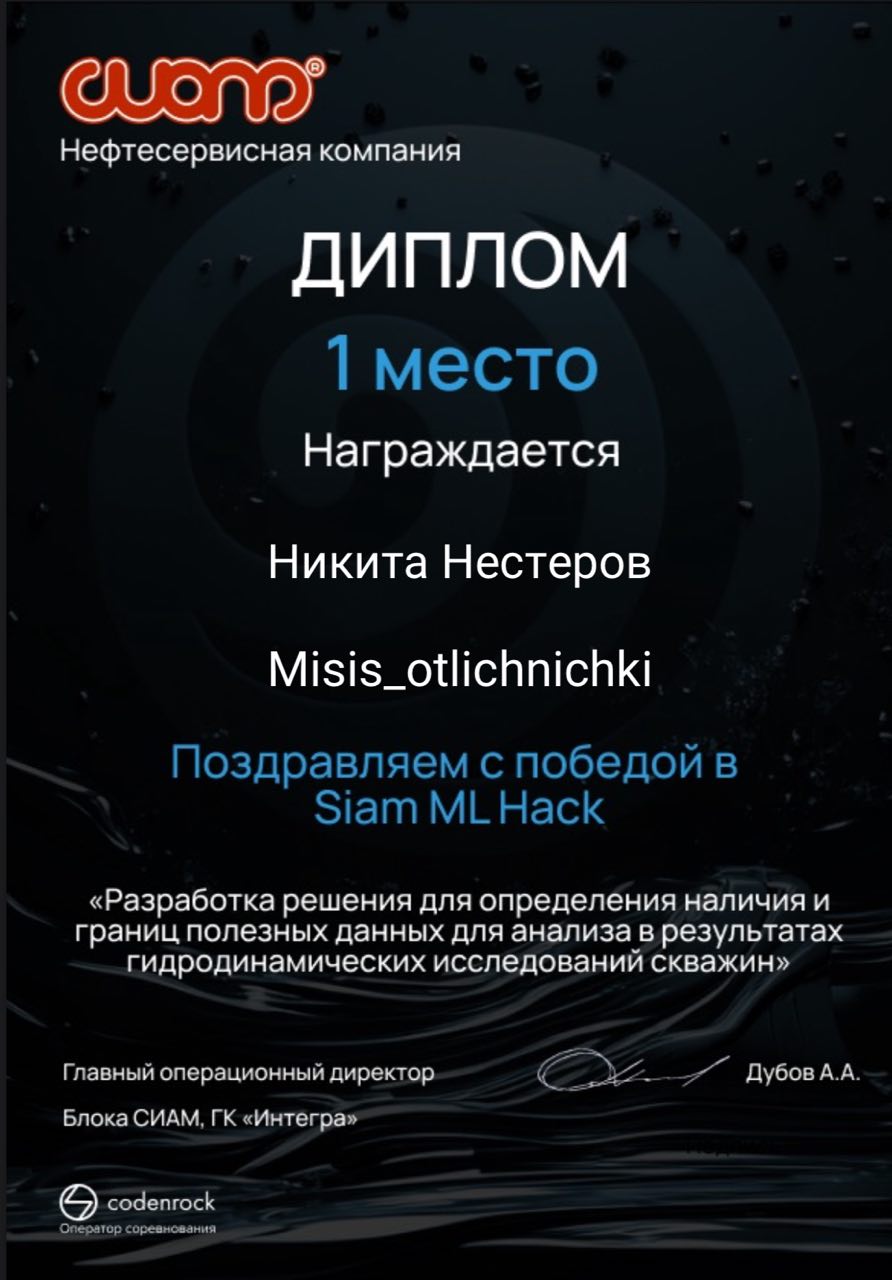 сиам®
Нефтесервисная компания
ДИПЛОМ
1 место
Награждается
Никита Нестеров
Misis_otlichnichki
Поздравляем с победой в
Siam ML Hack
«Разработка решения для определения наличия и
границ полезных данных для анализа в результатах
гидродинамических исследований скважин»
Главный операционный директор
Дубов А.А.
Блока СИАМ, ГК «Интегра»
codenrock
Оператор соревнования